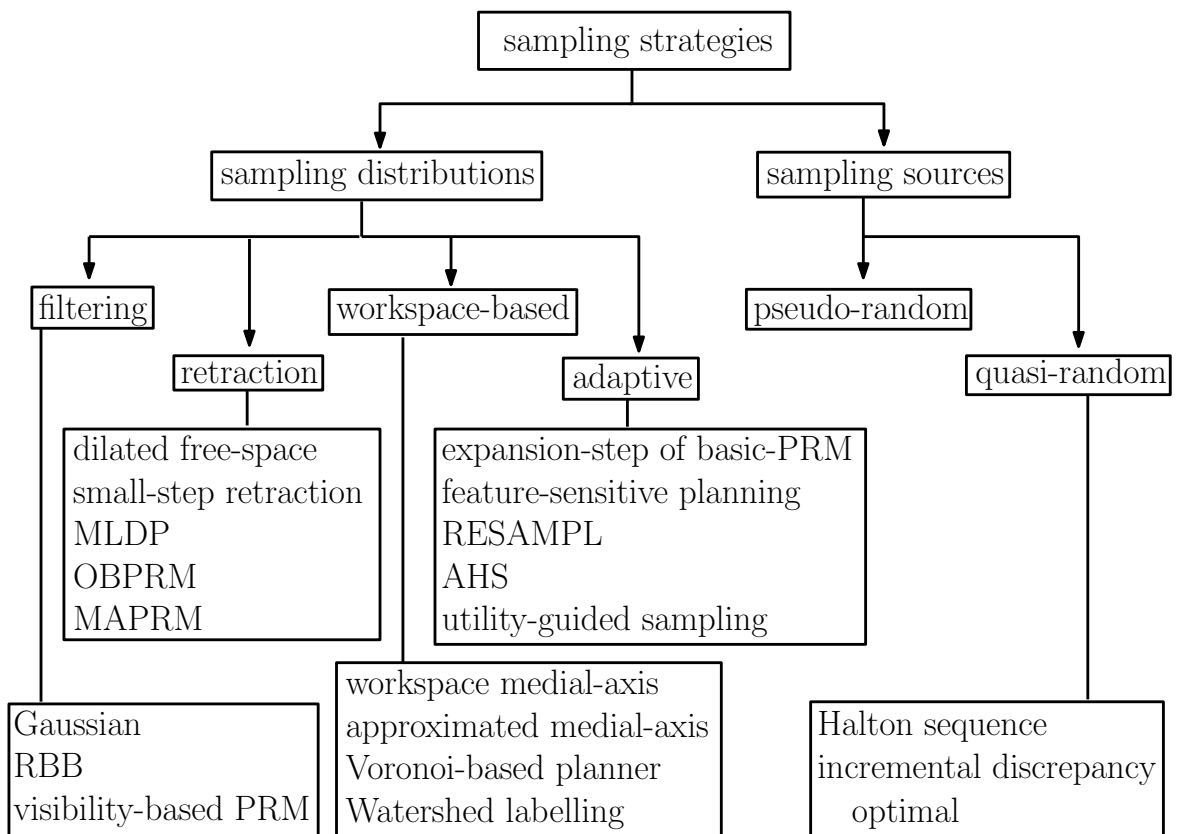 sampling strategies
sampling distributions
sampling sources
filtering
workspace-based
pseudo-random
retraction
adaptive
quasi-random
dilated free-space
small-step retraction
MLDP
OBPRM
MAPRM
expansion-step of basic-PRM
feature-sensitive planning
RESAMPL
AHS
utility-guided sampling
Gaussian
RBB
visibility-based PRM
workspace medial-axis
approximated medial-axis
Voronoi-based planner
Watershed labelling
Halton sequence
incremental discrepancy
optimal